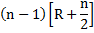 (n − 1) [R + n/2]